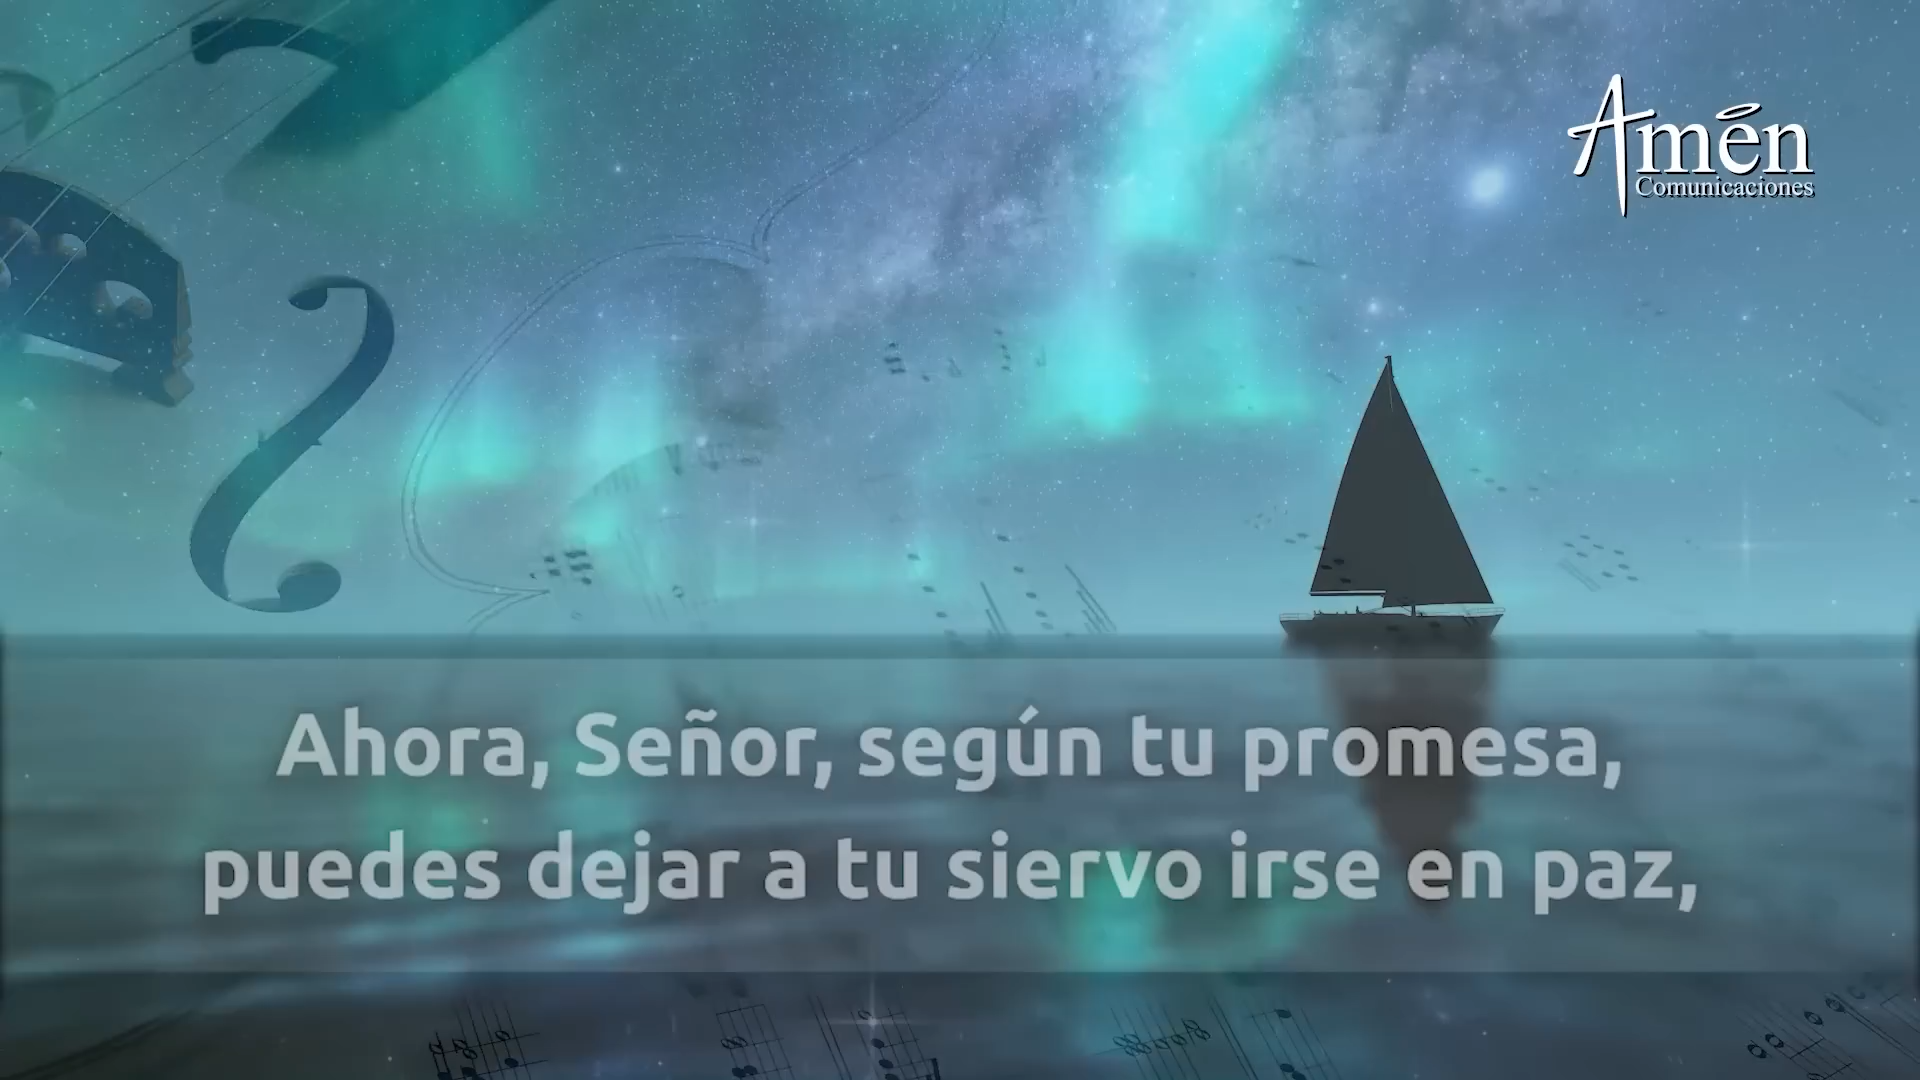 Amén
Comunicaciones
Ahora, Señor, según tu promesa,
puedes dejar a tu siervo irse en paz,